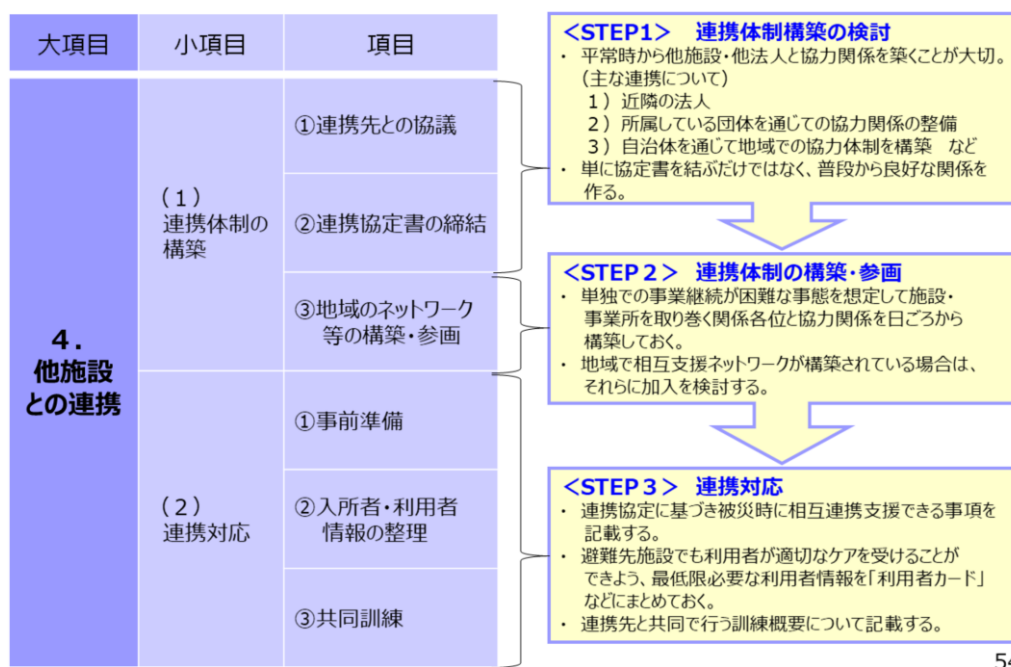 大項目
小項目
項目
4.
他施設
との連携
(1)
連携体制の
構築
①連携先との協議
②連携協定書の締結
③地域のネットワーク
等の構築・参画
(2)
連携対応
①事前準備
②入所者・利用者
情報の整理
③共同訓練
<STEP1> 連携体制構築の検討
・ 平常時から他施設・他法人と協力関係を築くことが大切。
(主な連携について)
1)近隣の法人
2)所属している団体を通じての協力関係の整備
3)自治体を通じて地域での協力体制を構築 など
・ 単に協定書を結ぶだけではなく、普段から良好な関係を
作る。
<STEP2> 連携体制の構築・参画
・ 単独での事業継続が困難な事態を想定して施設・
事業所を取り巻く関係各位と協力関係を日ごろから
構築しておく。
・ 地域で相互支援ネットワークが構築されている場合は、
それらに加入を検討する。
<STEP3> 連携対応
・ 連携協定に基づき被災時に相互連携支援できる事項を
記載する。
・ 避難先施設でも利用者が適切なケアを受けることが
できよう、最低限必要な利用者情報を「利用者カード」
などにまとめておく。
・ 連携先と共同で行う訓練概要について記載する。
54